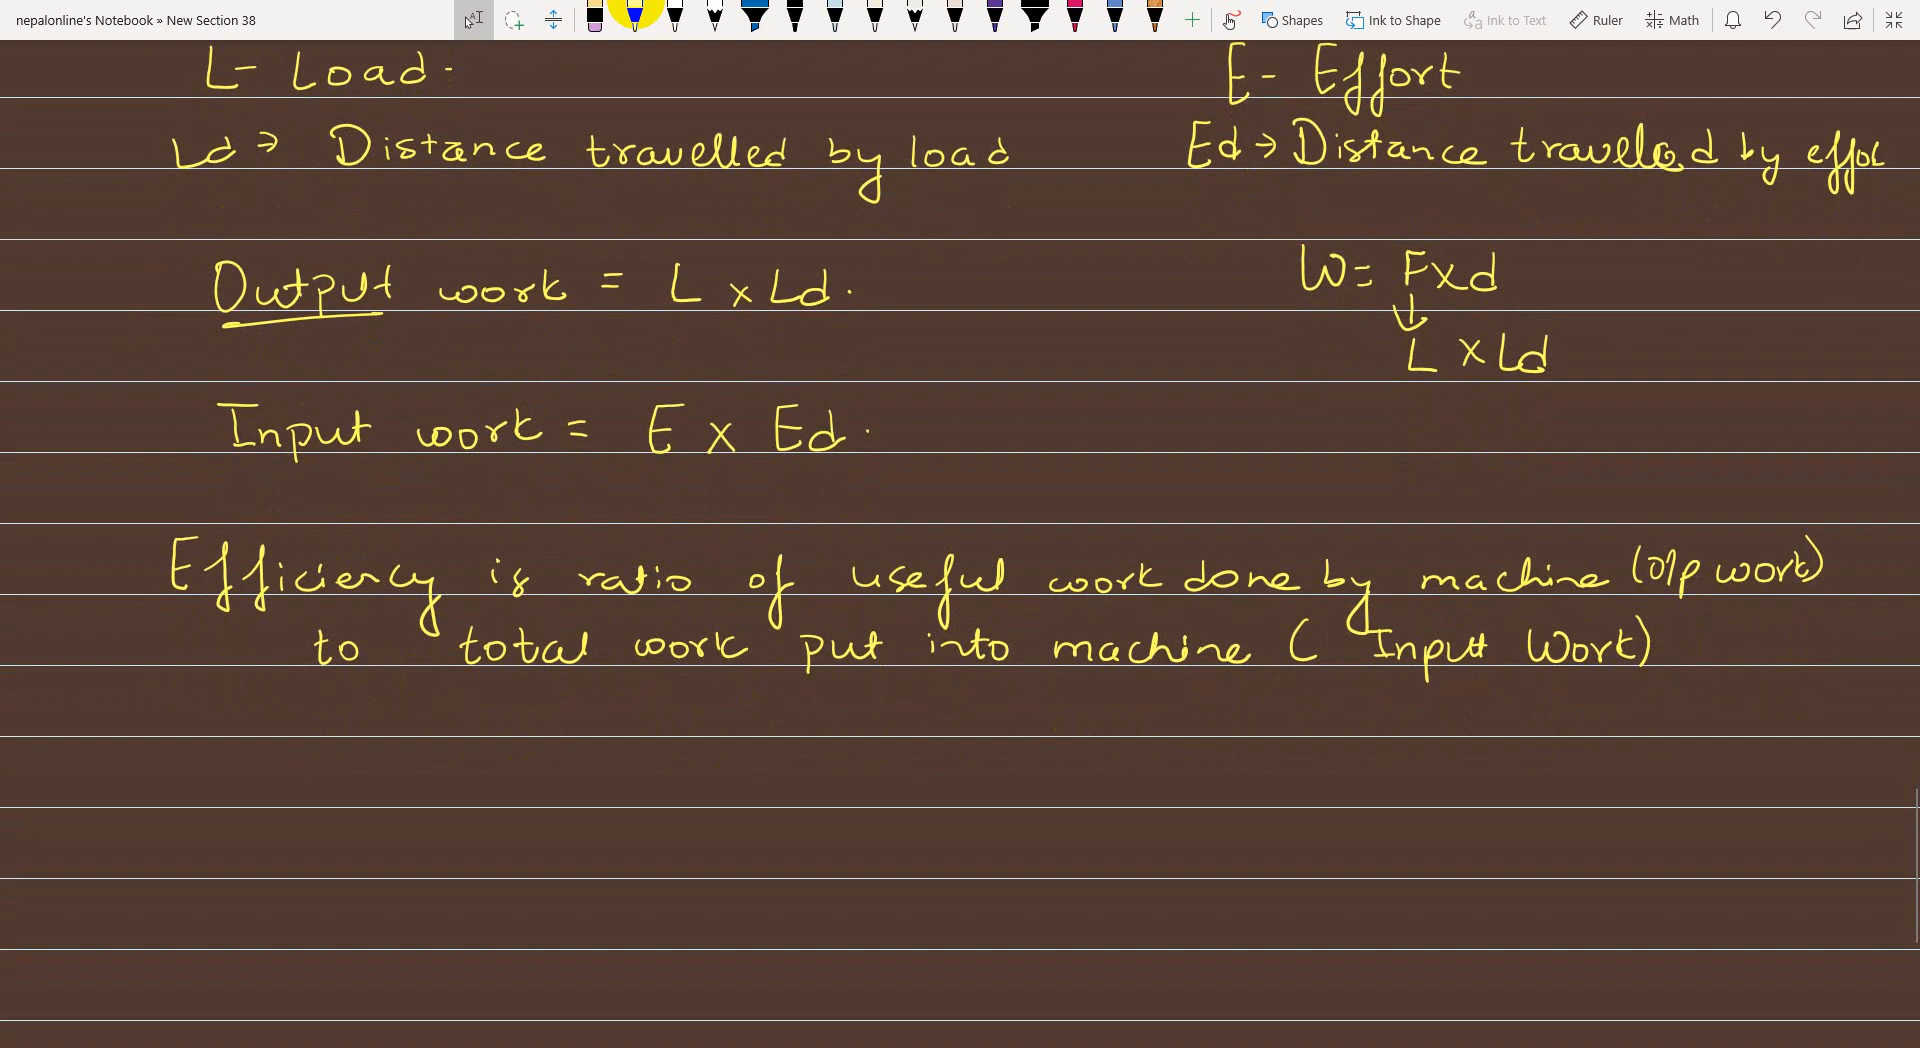 nepalonline's Notebook » New Section 38
Shapes Ink to Shape Ink to Text Ruler Math
L- Load. E- Effort
Ld → Distance travelled by load Ed → Distance travelled by
Output work = L x Ld. W= Fxd
↓
L x Ld
Input work = E x Ed.
Efficiency is ratio of useful work done by machine (o/p work)
to total work put into machine ( Input Work)